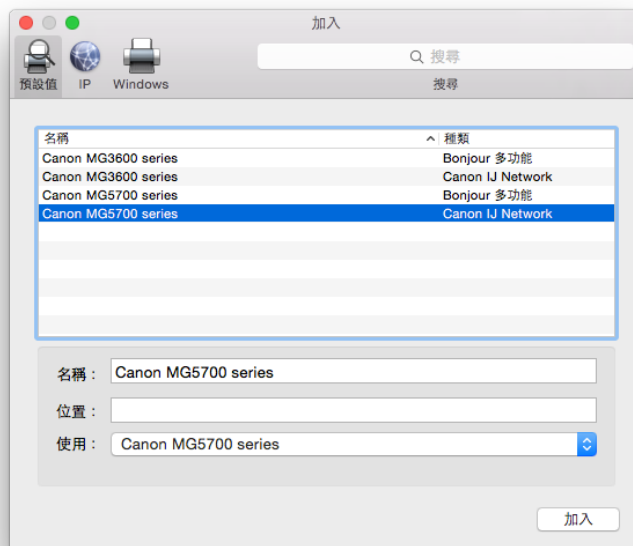 加入
搜尋
預設值 IP Windows 搜尋
名稱 種類
Canon MG3600 series Bonjour 多功能
Canon MG3600 series Canon IJ Network
Canon MG5700 series Bonjour 多功能
Canon MG5700 series Canon IJ Network
名稱： Canon MG5700 series
位置：
使用： Canon MG5700 series
加入